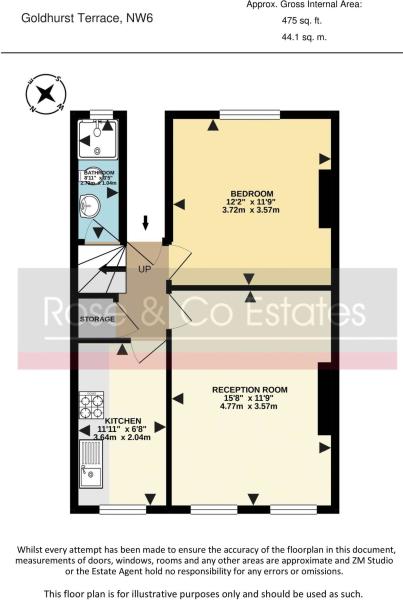 Approx. Gross Internal Area:
Goldhurst Terrace, NW6
475 sq. ft.
44.1 sq. m.
S
E
W
N
BATHROOM
8'11" x 3'5"
2.72m x 1.04m
BEDROOM
12'2" x 11'9"
3.72m x 3.57m
UP
Rose & Co Estates
STORAGE
RECEPTION ROOM
15'8" x 11'9"
4.77m x 3.57m
KITCHEN
11'11" x 6'8"
3.64m x 2.04m
Whilst every attempt has been made to ensure the accuracy of the floorplan in this document,
measurements of doors, windows, rooms and any other areas are approximate and ZM Studio
or the Estate Agent hold no responsibility for any errors or omissions.
This floor plan is for illustrative purposes only and should be used as such.